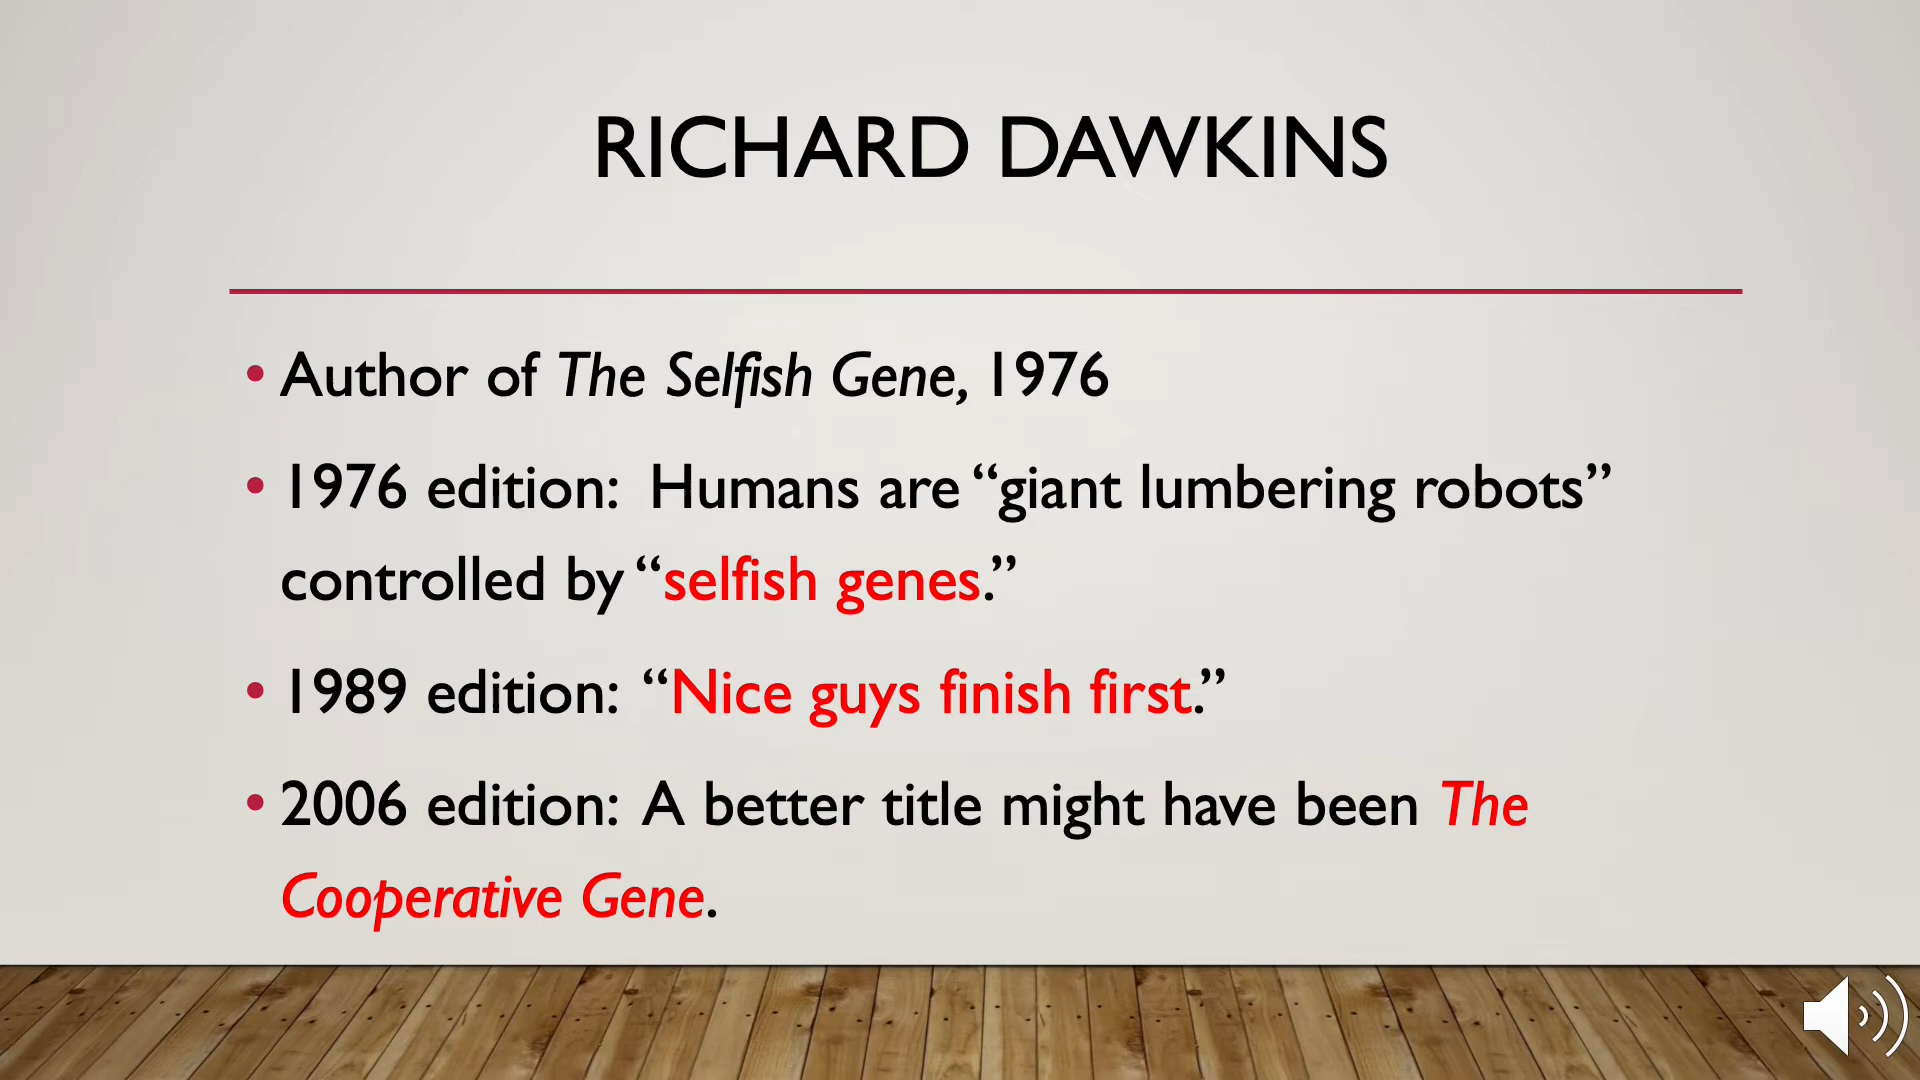 RICHARD DAWKINS
• Author of The Selfish Gene, 1976
• 1976 edition: Humans are “giant lumbering robots”
controlled by “selfish genes.”
• 1989 edition: “Nice guys finish first.”
• 2006 edition: A better title might have been The
Cooperative Gene.